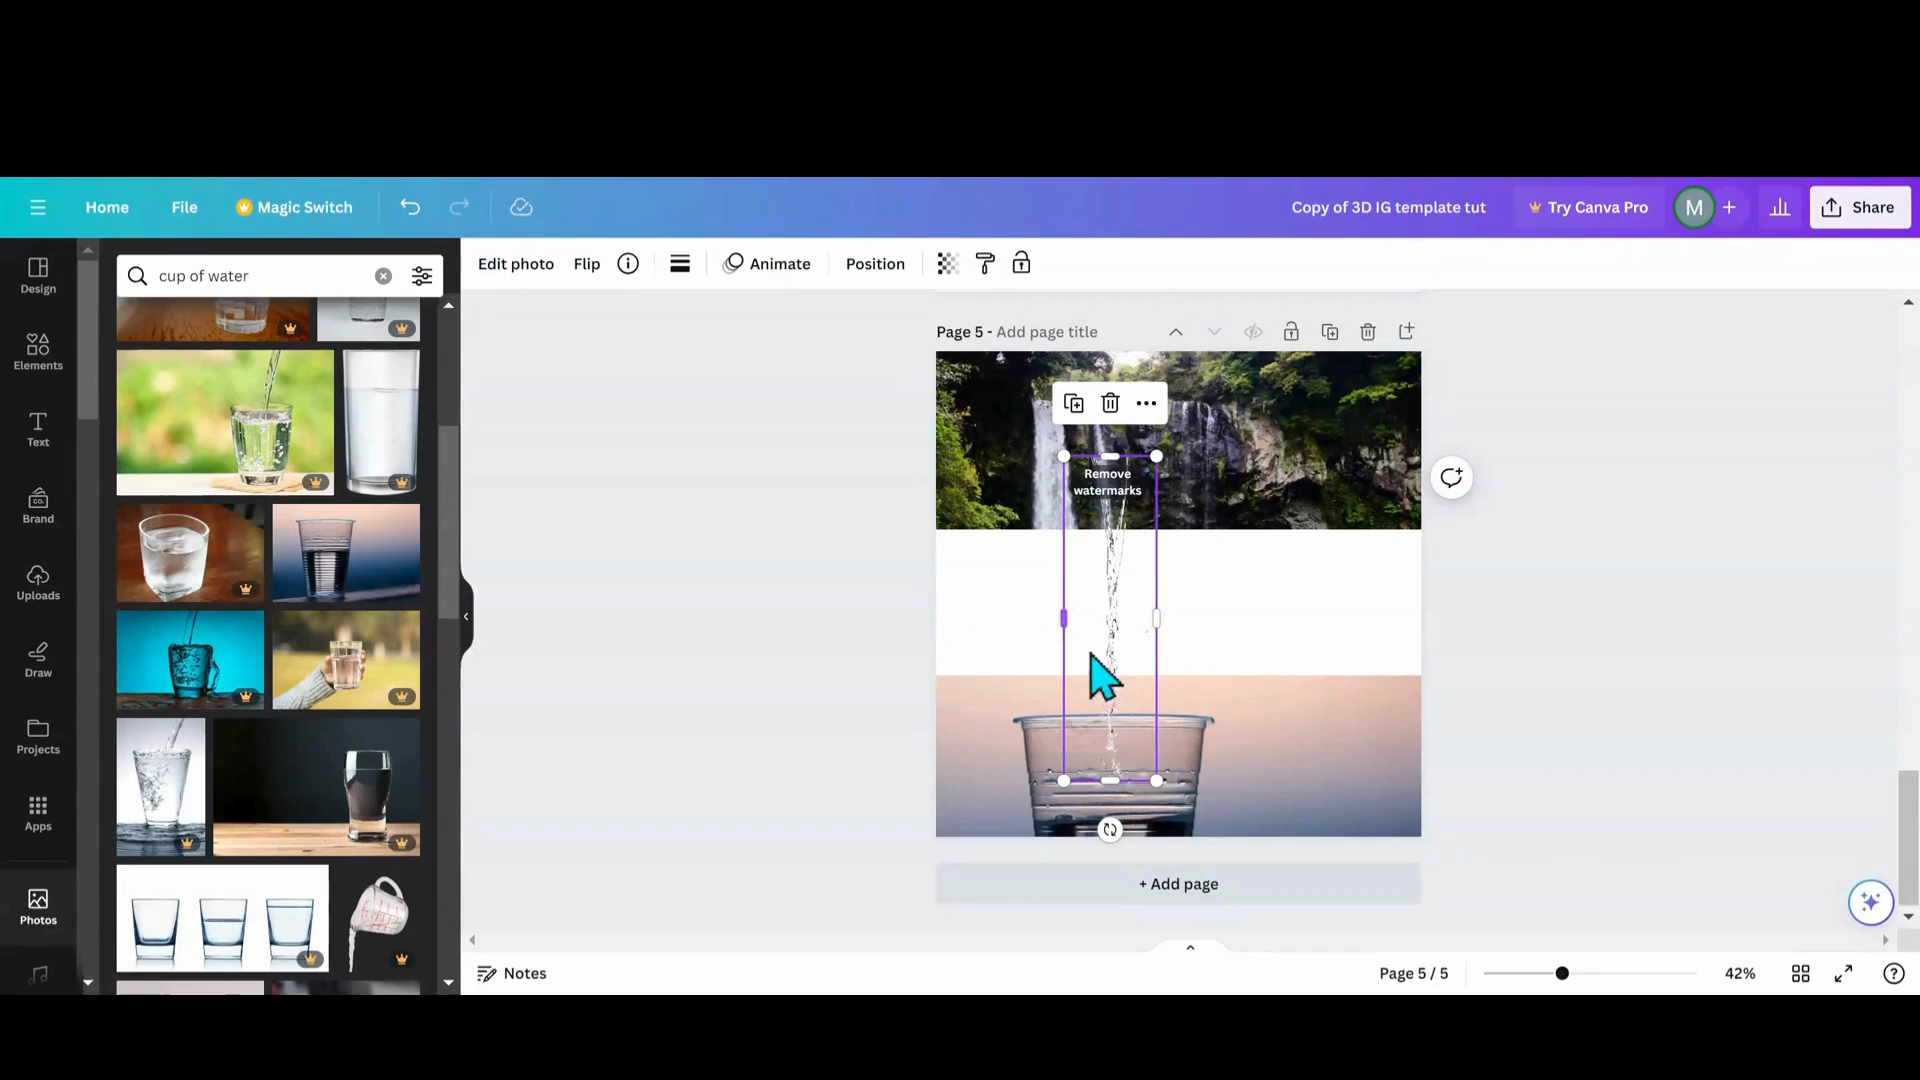 Home File Magic Switch Copy of 3D IG template tut Try Canva Pro M + Share
cup of water
Edit photo Flip Animate Position
Design
Elements
Text
Brand
Uploads
Draw
Projects
Apps
Photos
Page 5 - Add page title
Remove
watermarks
+ Add page
Notes Page 5 / 5 42%